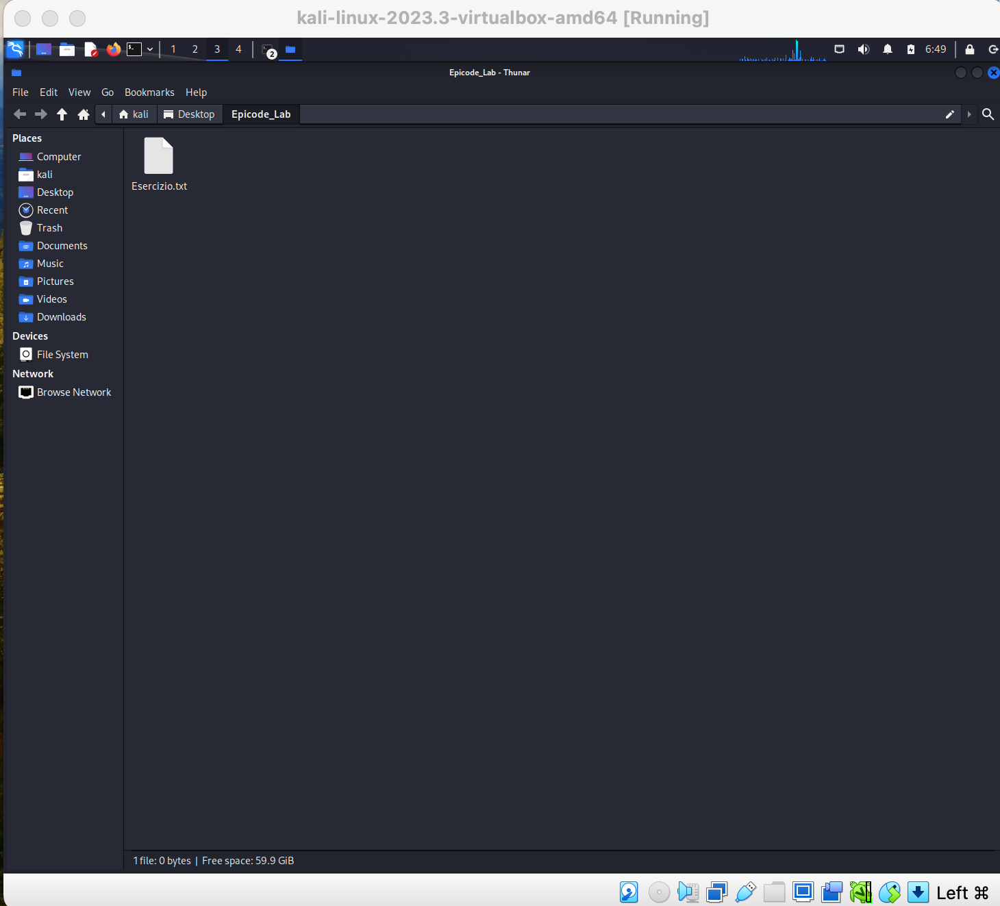 kali-linux-2023.3-virtualbox-amd64 [Running]
1 2 3 4 2 6:49
Epicode_Lab - Thunar
File Edit View Go Bookmarks Help
kali Desktop Epicode_Lab
Places
Computer
kali
Desktop
Recent
Trash
Documents
Music
Pictures
Videos
Downloads
Devices
File System
Network
Browse Network
Esercizio.txt
1 file: 0 bytes | Free space: 59.9 GiB
Left ⌘